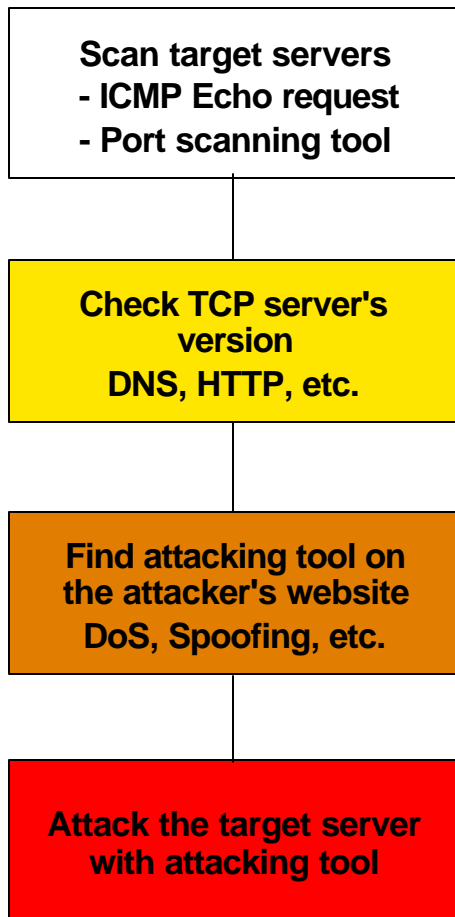 Scan target servers
- ICMP Echo request
- Port scanning tool
Check TCP server's
version
DNS, HTTP, etc.
Find attacking tool on
the attacker's website
DoS, Spoofing, etc.
Attack the target server
with attacking tool